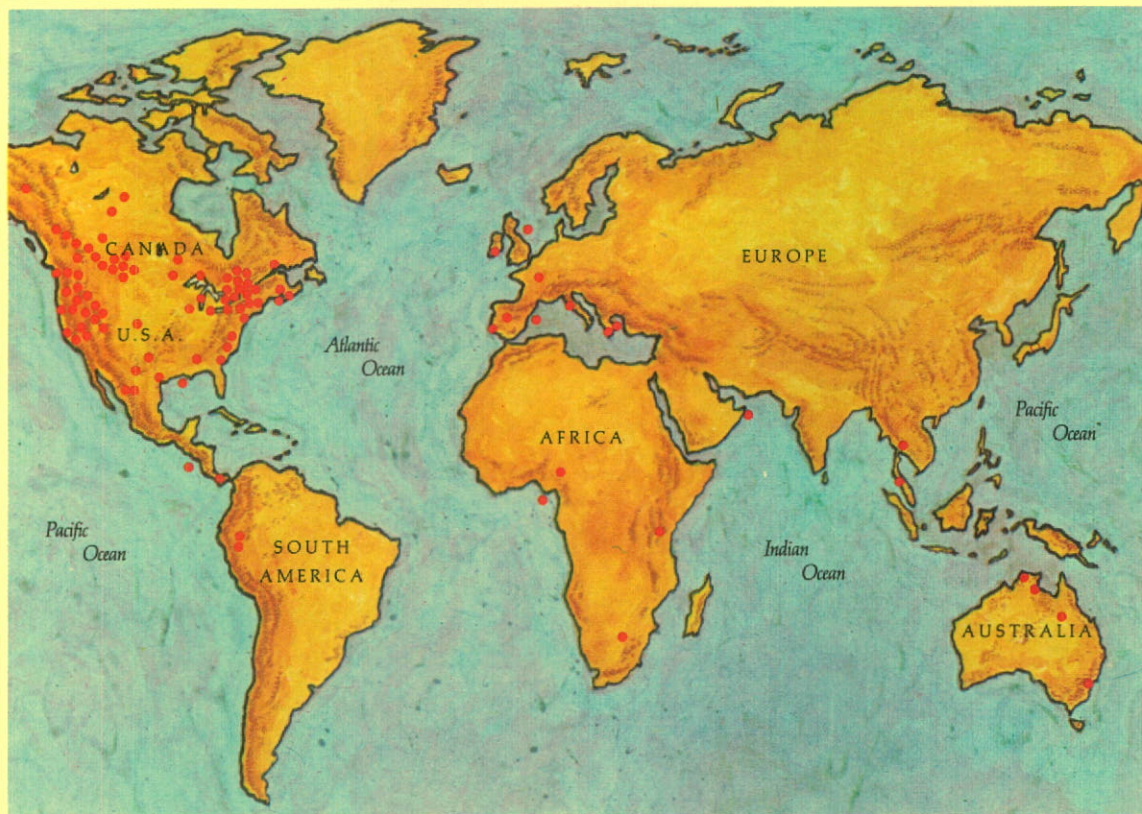 CANADA
U.S.A.
EUROPE
Atlantic
Ocean
AFRICA
Pacific
Ocean
Pacific
Ocean
SOUTH
AMERICA
Indian
Ocean
AUSTRALIA